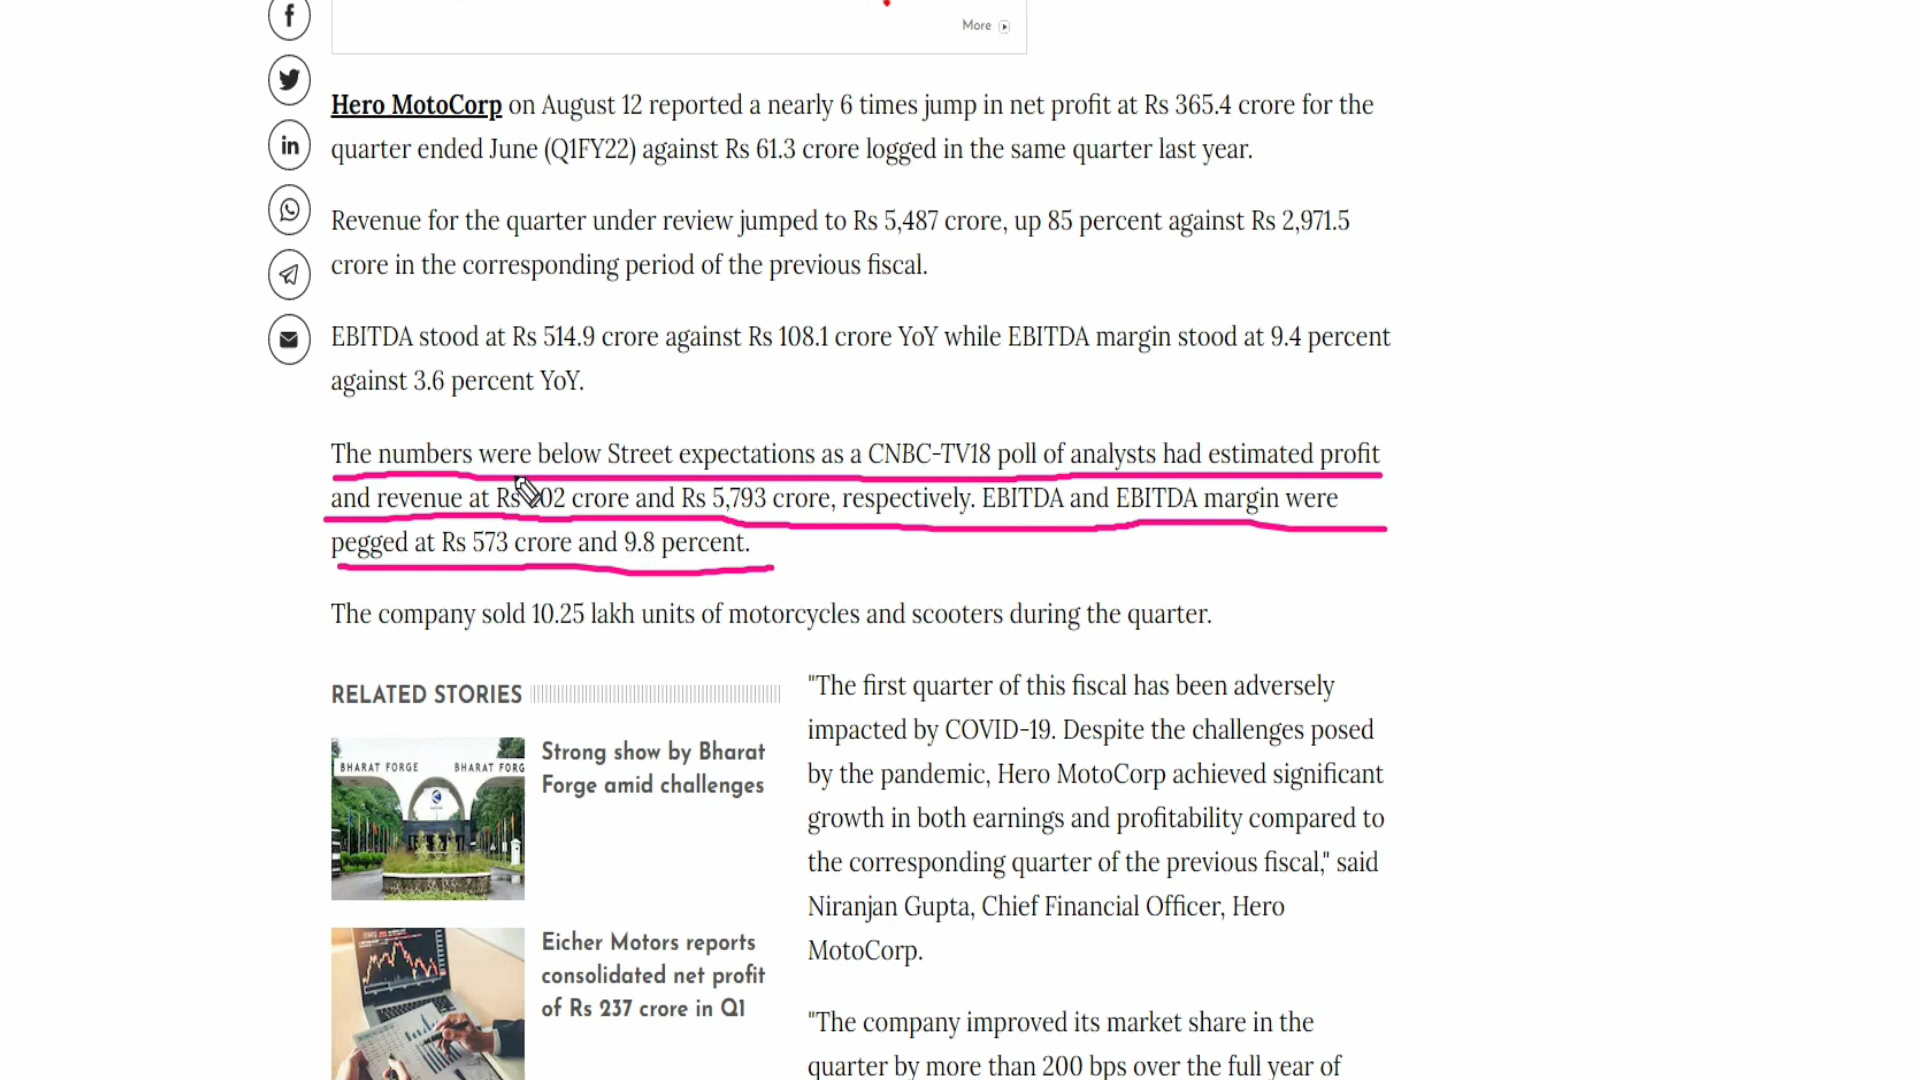 More
Hero MotoCorp on August 12 reported a nearly 6 times jump in net profit at Rs 365.4 crore for the
quarter ended June (Q1FY22) against Rs 61.3 crore logged in the same quarter last year.
Revenue for the quarter under review jumped to Rs 5,487 crore, up 85 percent against Rs 2,971.5
crore in the corresponding period of the previous fiscal.
EBITDA stood at Rs 514.9 crore against Rs 108.1 crore YoY while EBITDA margin stood at 9.4 percent
against 3.6 percent YoY.
The numbers were below Street expectations as a CNBC-TV18 poll of analysts had estimated profit
and revenue at Rs crore and Rs 5,793 crore, respectively. EBITDA and EBITDA margin were
pegged at Rs 573 crore and 9.8 percent.
The company sold 10.25 lakh units of motorcycles and scooters during the quarter.
RELATED STORIES
BHARAT FORGE BHARAT FORG
Strong show by Bharat
Forge amid challenges
Eicher Motors reports
consolidated net profit
of Rs 237 crore in Q1
"The first quarter of this fiscal has been adversely
impacted by COVID-19. Despite the challenges posed
by the pandemic, Hero MotoCorp achieved significant
growth in both earnings and profitability compared to
the corresponding quarter of the previous fiscal," said
Niranjan Gupta, Chief Financial Officer, Hero
MotoCorp.
"The company improved its market share in the
quarter by more than 200 bps over the full year of